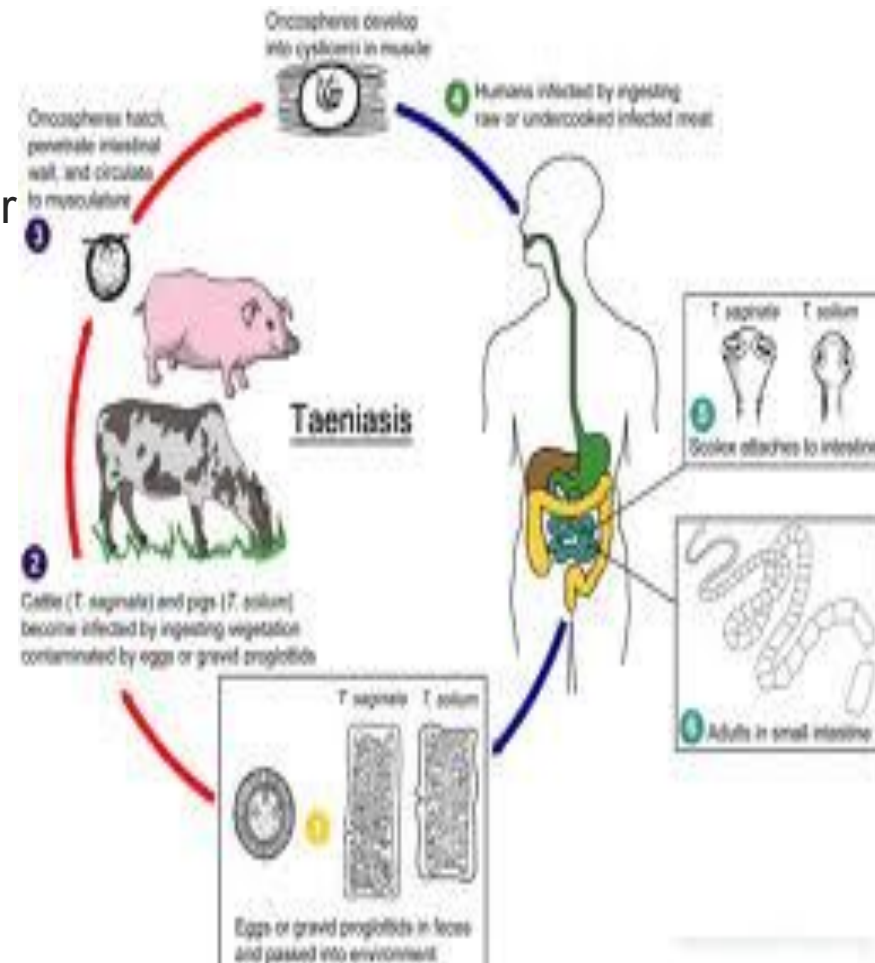 Oncospheres develop
into cysticerci in muscle
4 Humans infected by ingesting
raw or undercooked infected meat
Oncospheres hatch,
penetrate intestinal
wall, and circulate
to musculature
r
3
T. saginata T. solium
5
Scolex attaches to intestine
Taeniasis
2
Cattle (T. saginata) and pigs (T. solium)
become infected by ingesting vegetation
contaminated by eggs or gravid proglottids
6 Adults in small intestine
T. saginata T. solium
1
Eggs or gravid proglottids in feces
and passed into environment